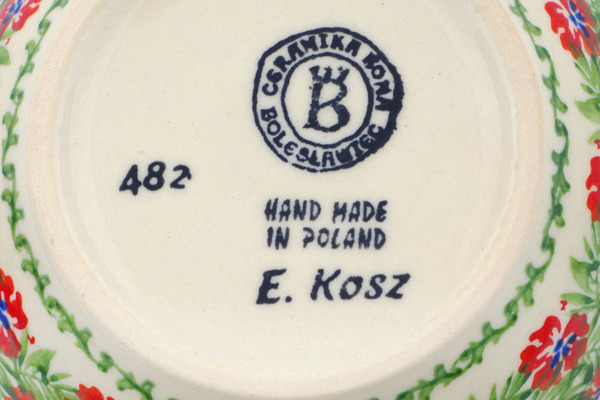 CERAMIKA KONA
BOLESŁAWIEC
B
482
HAND MADE
IN POLAND
E. KOSZ